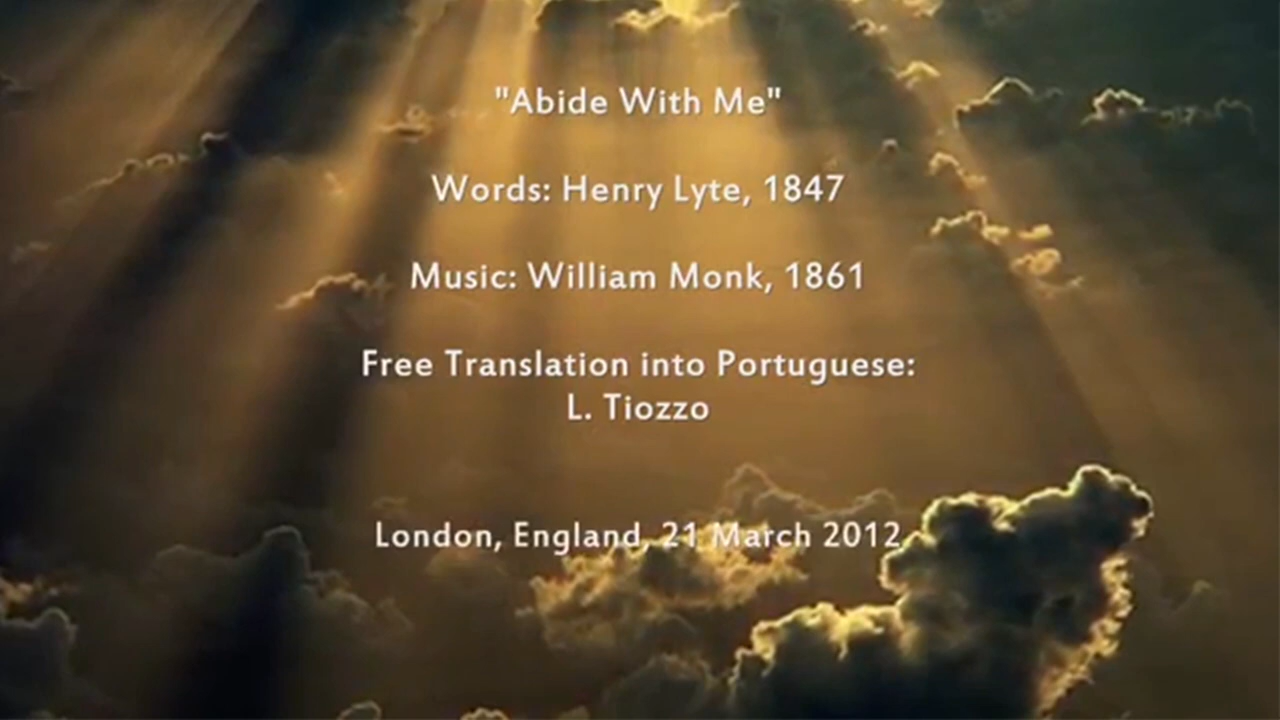 "Abide With Me"
Words: Henry Lyte, 1847
Music: William Monk, 1861
Free Translation into Portuguese:
L. Tiozzo
London, England, 21 March 2012